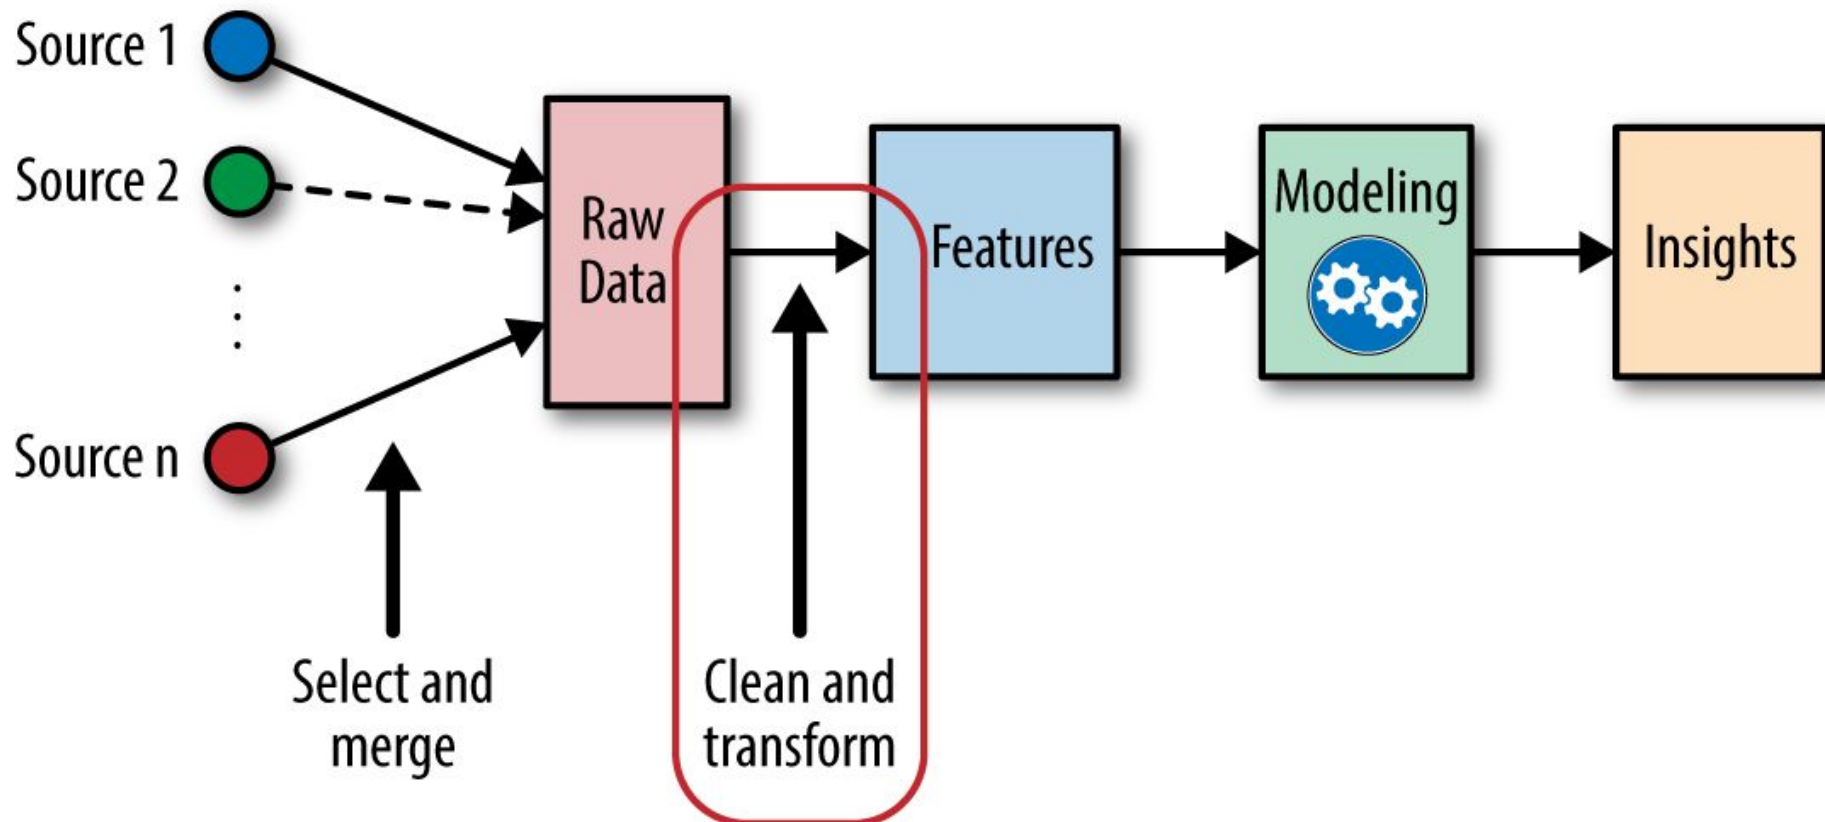 Source 1
Source 2
Source n
Select and
merge
Raw
Data
Clean and
transform
Features
Modeling
Insights